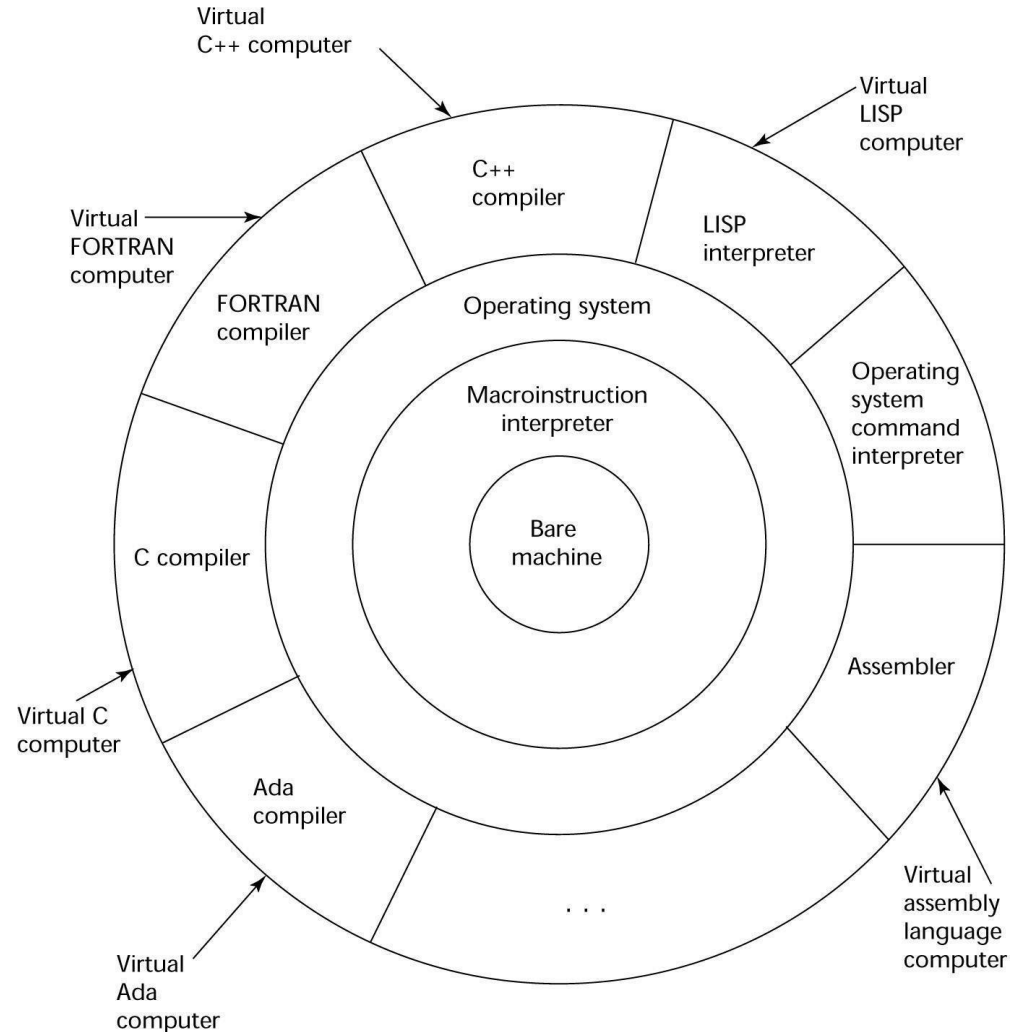 Virtual
C++ computer
Virtual
LISP
computer
C++
compiler
Virtual
FORTRAN
computer
LISP
interpreter
FORTRAN
compiler
Operating system
Operating
system
command
interpreter
Macroinstruction
interpreter
Bare
machine
C compiler
Assembler
Virtual C
computer
Ada
compiler
. . .
Virtual
assembly
language
computer
Virtual
Ada
computer